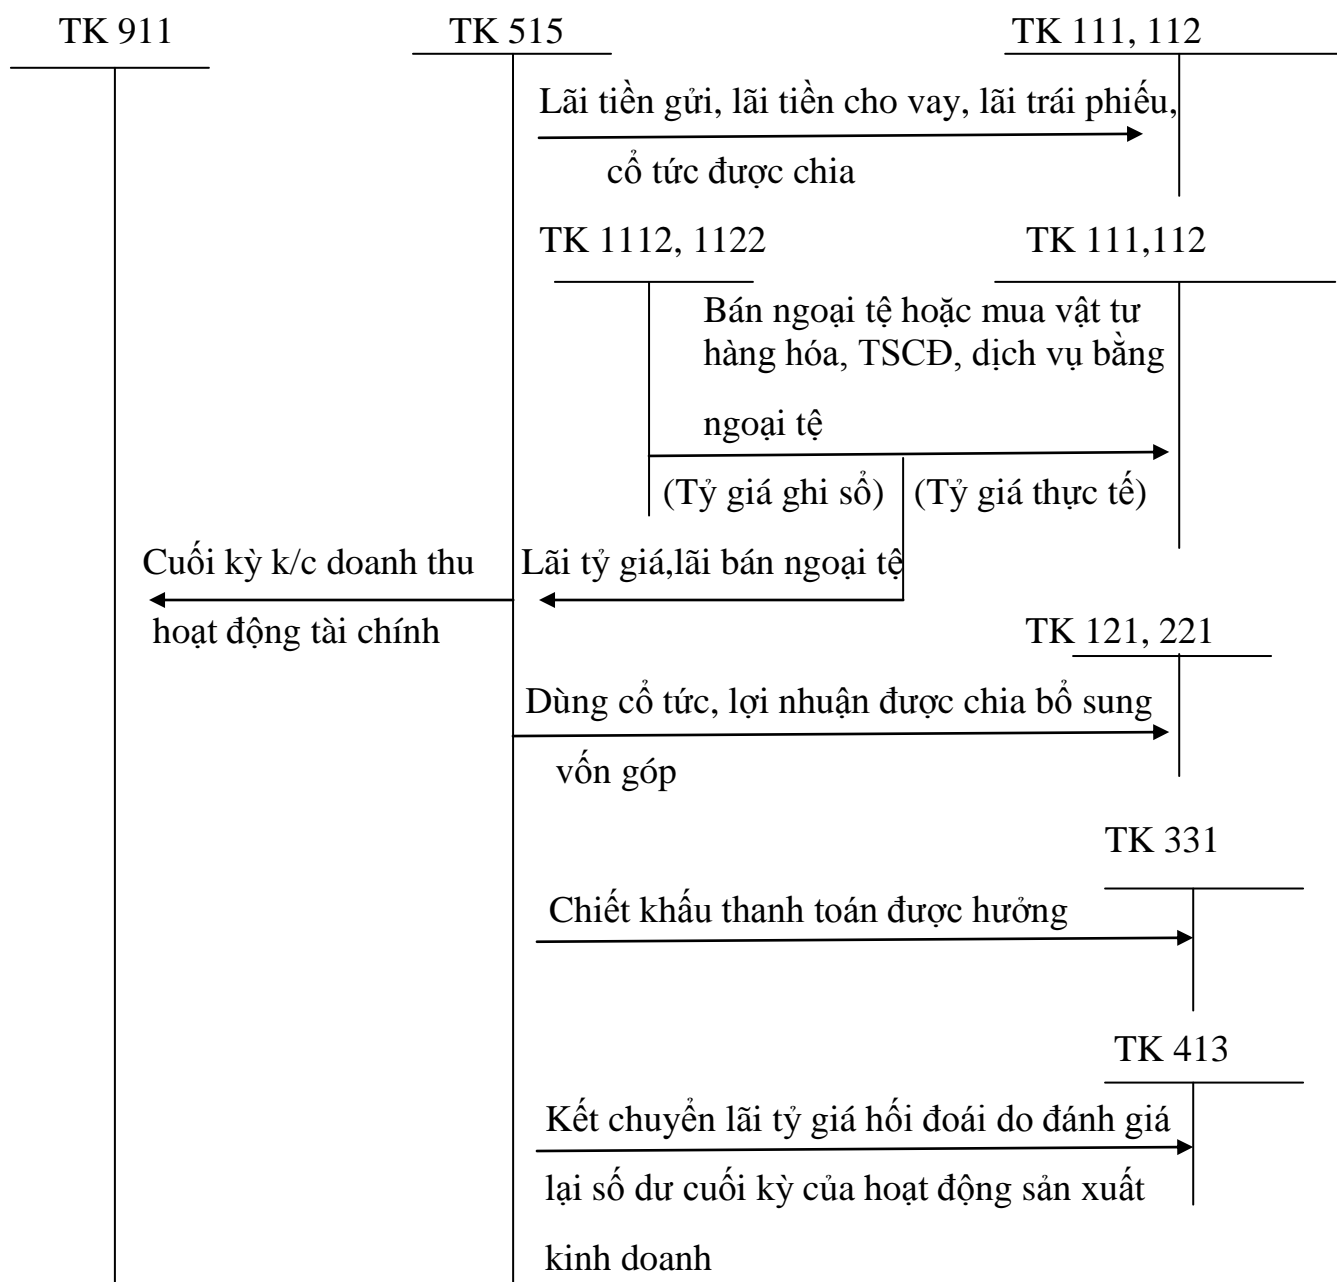 TK 911
TK 515
TK 111, 112
Lãi tiền gửi, lãi tiền cho vay, lãi trái phiếu,
cổ tức được chia
TK 1112, 1122
TK 111,112
Bán ngoại tệ hoặc mua vật tư
hàng hóa, TSCĐ, dịch vụ bằng
ngoại tệ
(Tỷ giá ghi sổ)
(Tỷ giá thực tế)
Cuối kỳ k/c doanh thu
Lãi tỷ giá,lãi bán ngoại tệ
hoạt động tài chính
TK 121, 221
Dùng cổ tức, lợi nhuận được chia bổ sung
vốn góp
TK 331
Chiết khấu thanh toán được hưởng
TK 413
Kết chuyển lãi tỷ giá hối đoái do đánh giá
lại số dư cuối kỳ của hoạt động sản xuất
kinh doanh